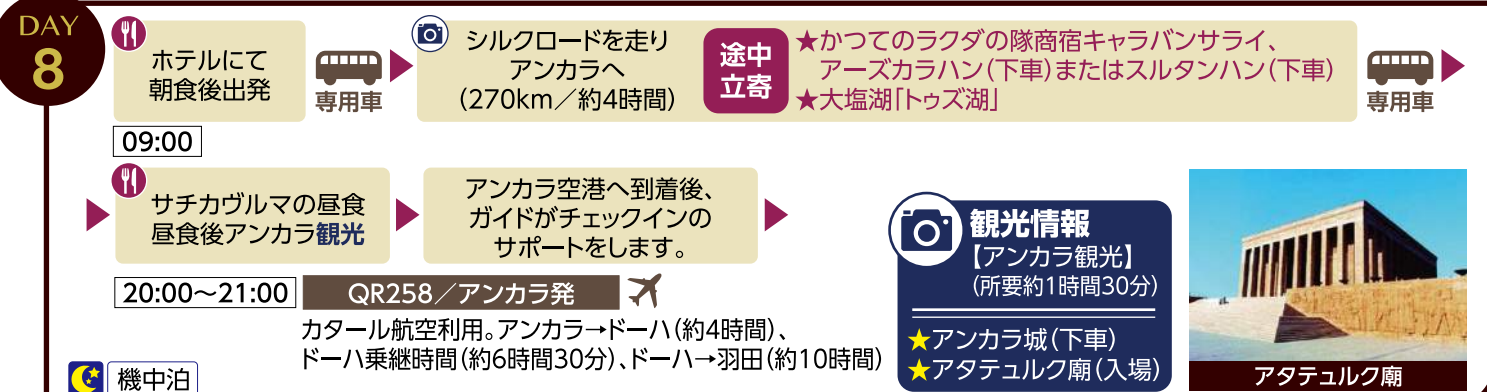 DAY
8
ホテルにて
朝食後出発
専用車
シルクロードを走り
アンカラへ
(270km／約4時間)
途中
立寄
★かつてのラクダの隊商宿キャラバンサライ、
アーズカラハン(下車)またはスルタンハン(下車)
★大塩湖「トゥズ湖」
専用車
09:00
サチカヴルマの昼食
昼食後アンカラ観光
アンカラ空港へ到着後、
ガイドがチェックインの
サポートをします。
20:00〜21:00
QR258／アンカラ発
カタール航空利用。アンカラ→ドーハ(約4時間)、
ドーハ乗継時間(約6時間30分)、ドーハ→羽田(約10時間)
機中泊
観光情報
【アンカラ観光】
(所要約1時間30分)
★アンカラ城(下車)
★アタテュルク廟(入場)
アタテュルク廟